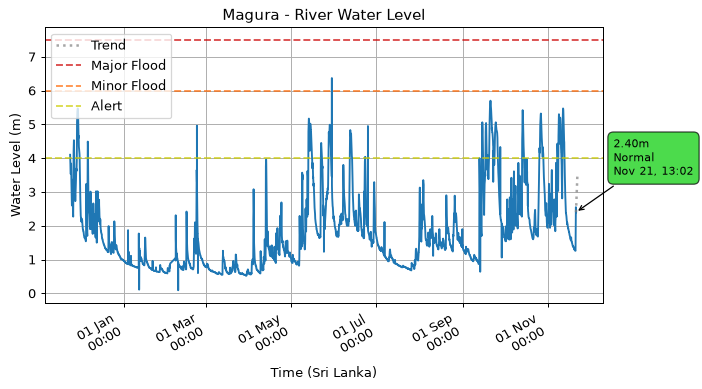 Magura - River Water Level
Water Level (m)
7
6
5
4
3
2
1
0
Trend
Major Flood
Minor Flood
Alert
2.40m
Normal
Nov 21, 13:02
01 Jan
00:00
01 Mar
00:00
01 May
00:00
01 Jul
00:00
01 Sep
00:00
01 Nov
00:00
Time (Sri Lanka)